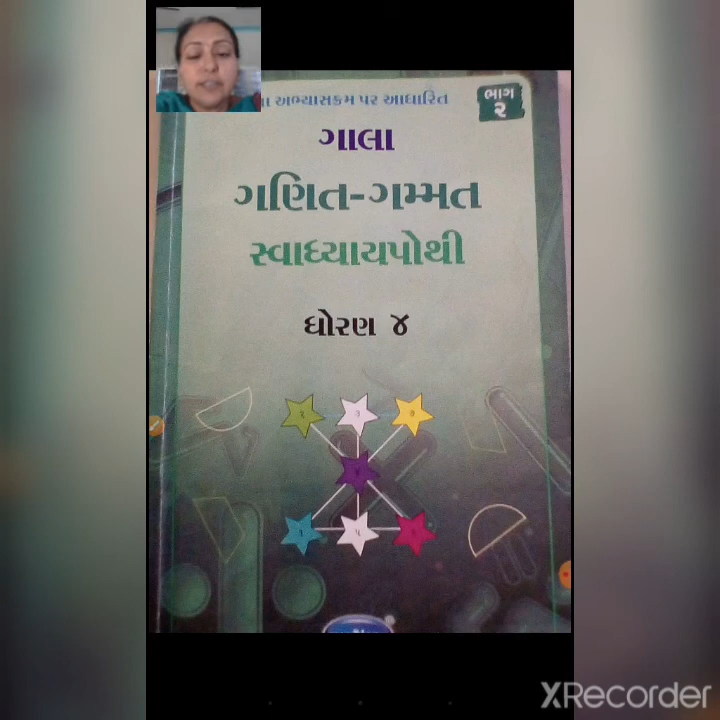 અભ્યાસક્રમ પર આધારિત
ભાગ
૨
ગાલા
ગણિત-ગમ્મત
સ્વાધ્યાયપોથી
ધોરણ ૪
XRecorder